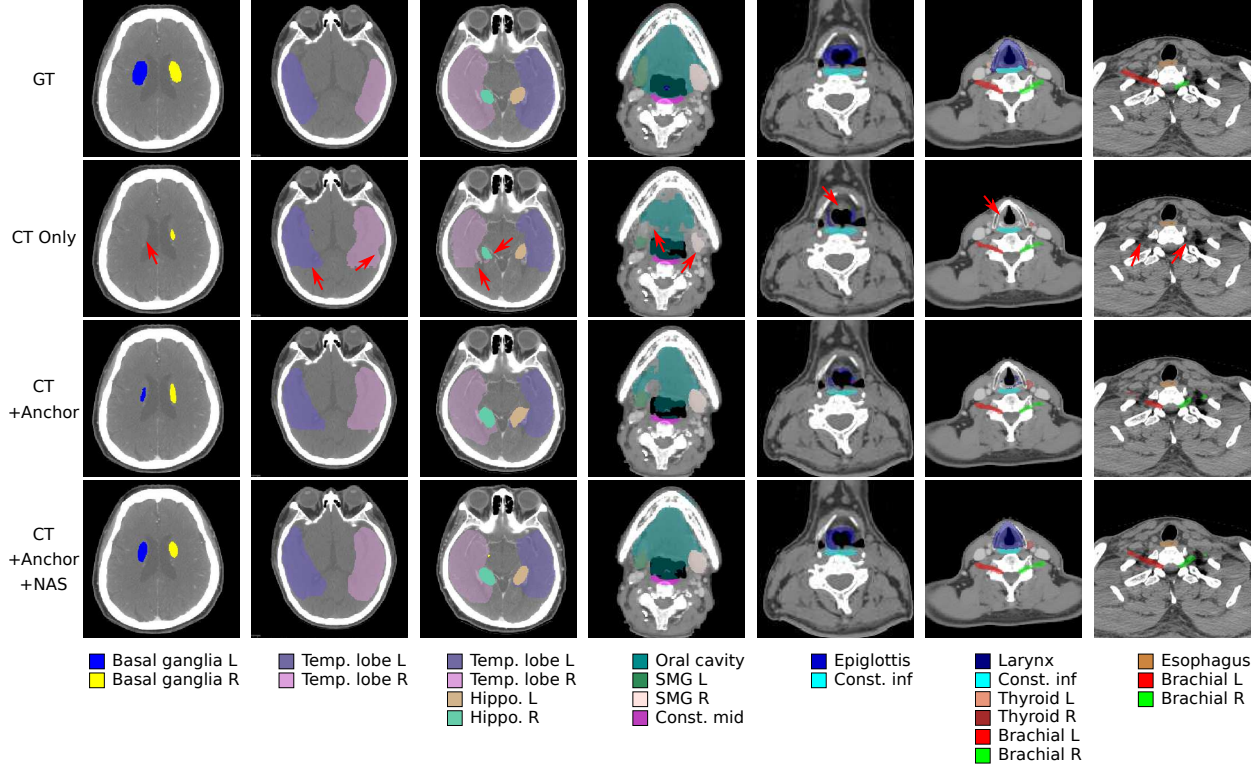 GT
CT Only
CT
+Anchor
CT
+Anchor
+NAS
Basal ganglia L
Basal ganglia R
Temp. lobe L
Temp. lobe R
Temp. lobe L
Temp. lobe R
Hippo. L
Hippo. R
Oral cavity
SMG L
SMG R
Const. mid
Epiglottis
Const. inf
Larynx
Const. inf
Thyroid L
Thyroid R
Brachial L
Brachial R
Esophagus
Brachial L
Brachial R